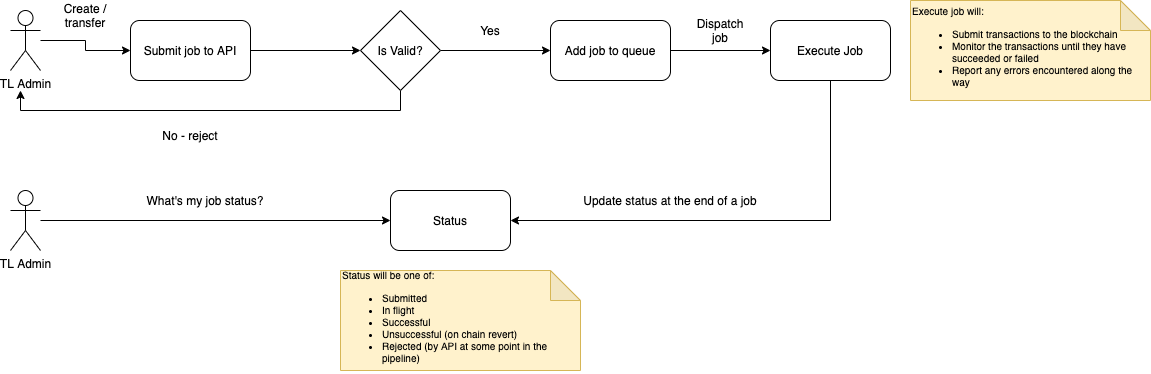 Create /
transfer
TL Admin
Submit job to API
Is Valid?
Yes
Add job to queue
Dispatch
job
Execute Job
Execute job will:
• Submit transactions to the blockchain
• Monitor the transactions until they have
succeeded or failed
• Report any errors encountered along the
way
No - reject
TL Admin
What's my job status?
Status
Update status at the end of a job
Status will be one of:
• Submitted
• In flight
• Successful
• Unsuccessful (on chain revert)
• Rejected (by API at some point in the
pipeline)